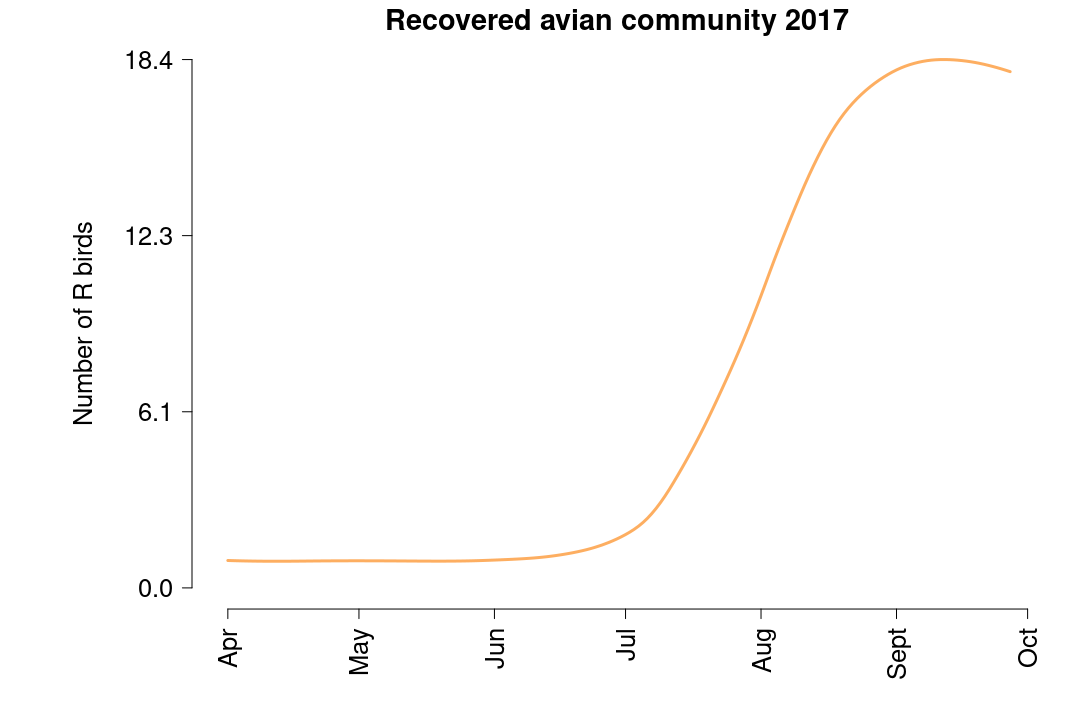 Recovered avian community 2017
Number of R birds
18.4
12.3
6.1
0.0
Apr
May
Jun
Jul
Aug
Sept
Oct